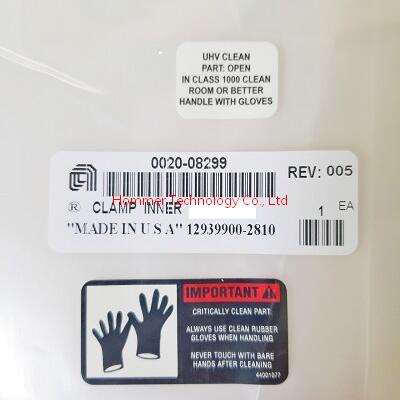 UHV CLEAN
PART: OPEN
IN CLASS 1000 CLEAN
ROOM OR BETTER
HANDLE WITH GLOVES
0020-08299
REV: 005
Hommer Technology Co., Ltd
® CLAMP INNER
1 EA
"MADE IN U S A" 12939900-2810
IMPORTANT
CRITICALLY CLEAN PART
ALWAYS USE CLEAN RUBBER
GLOVES WHEN HANDLING
NEVER TOUCH WITH BARE
HANDS AFTER CLEANING
44001077